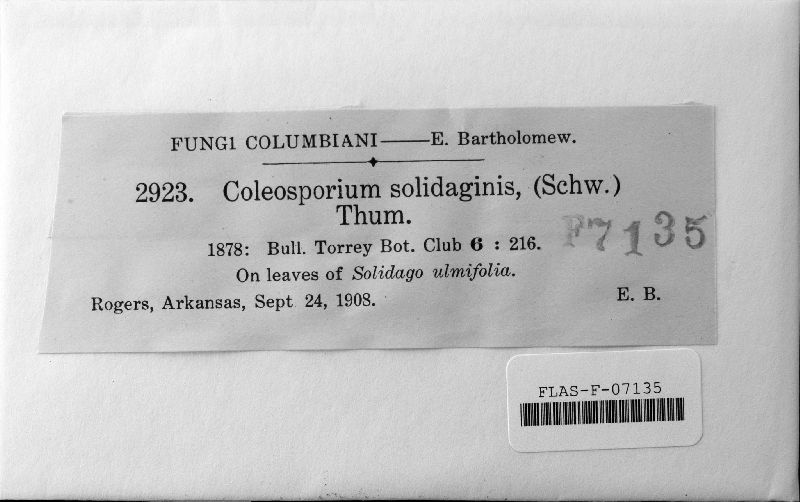 FUNGI COLUMBIANI——E. Bartholomew.
2923. Coleosporium solidaginis, (Schw.)
Thum.
1878: Bull. Torrey Bot. Club 6 : 216.
F7135
On leaves of Solidago ulmifolia.
Rogers, Arkansas, Sept 24, 1908. E. B.
FLAS-F-07135